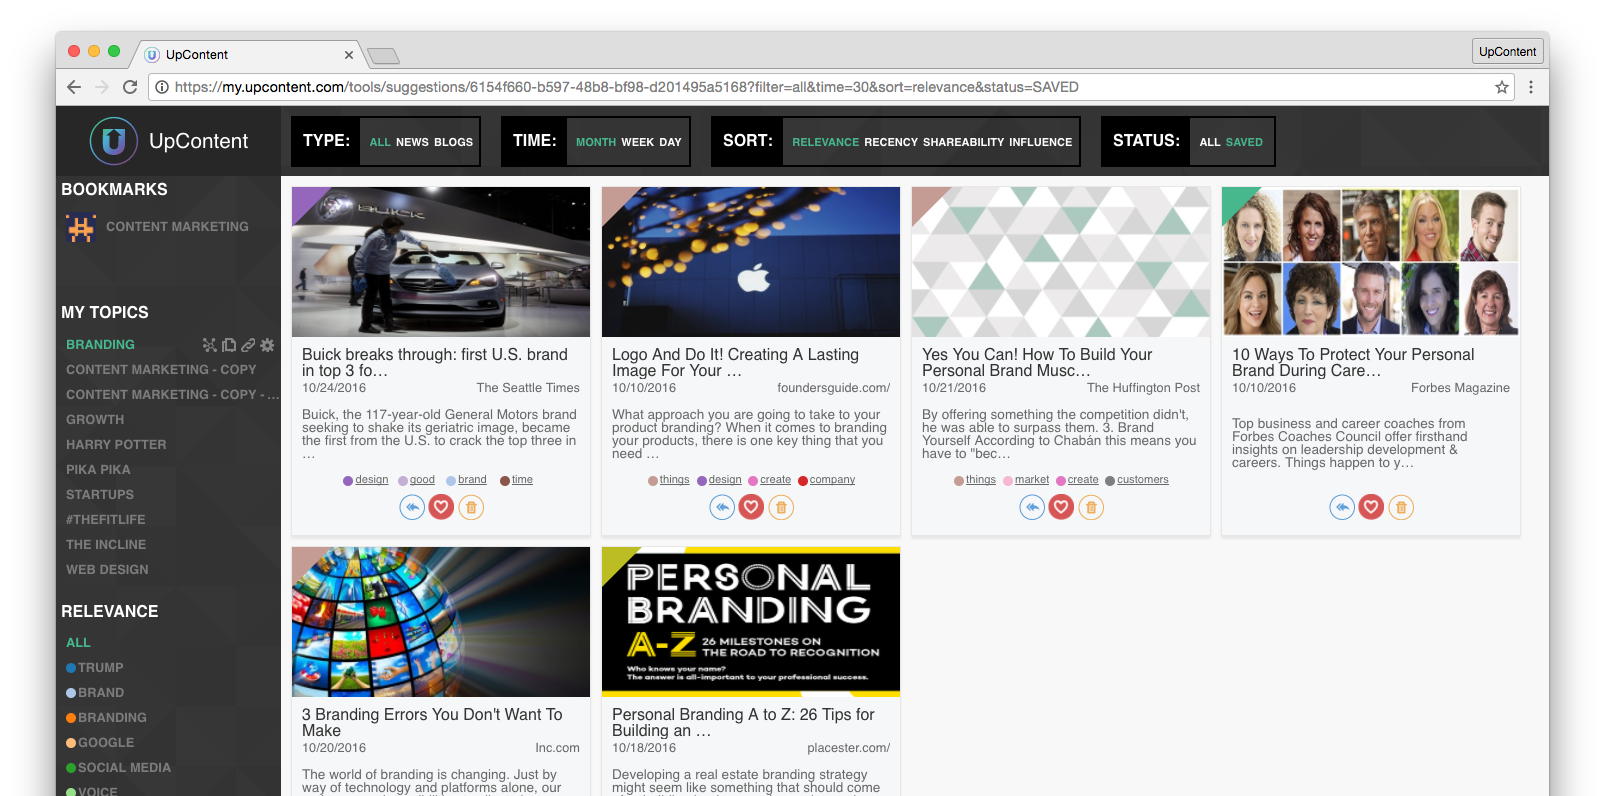 UpContent
UpContent
https://my.upcontent.com/tools/suggestions/6154f660-b597-48b8-bf98-d201495a5168?filter=all&time=30&sort=relevance&status=SAVED
UpContent
TYPE: ALL NEWS BLOGS
TIME: MONTH WEEK DAY
SORT: RELEVANCE RECENCY SHAREABILITY INFLUENCE
STATUS: ALL SAVED
BOOKMARKS
CONTENT MARKETING
MY TOPICS
BRANDING
CONTENT MARKETING - COPY
CONTENT MARKETING - COPY - ...
GROWTH
HARRY POTTER
PIKA PIKA
STARTUPS
#THEFITLIFE
THE INCLINE
WEB DESIGN
RELEVANCE
ALL
TRUMP
BRAND
BRANDING
GOOGLE
SOCIAL MEDIA
VOICE
BUICK
Buick breaks through: first U.S. brand
in top 3 fo…
10/24/2016 The Seattle Times
Buick, the 117-year-old General Motors brand
seeking to shake its geriatric image, became
the first from the U.S. to crack the top three in
…
design good brand time
Logo And Do It! Creating A Lasting
Image For Your …
10/10/2016 foundersguide.com/
What approach you are going to take to your
product branding? When it comes to branding
your products, there is one key thing that you
need …
things design create company
Yes You Can! How To Build Your
Personal Brand Musc…
10/21/2016 The Huffington Post
By offering something the competition didn't,
he was able to surpass them. 3. Brand
Yourself According to Chabán this means you
have to "bec…
things market create customers
10 Ways To Protect Your Personal
Brand During Care…
10/10/2016 Forbes Magazine
Top business and career coaches from
Forbes Coaches Council offer firsthand
insights on leadership development &
careers. Things happen to y…
3 Branding Errors You Don't Want To
Make
10/20/2016 Inc.com
The world of branding is changing. Just by
way of technology and platforms alone, our
PERSONAL
BRANDING
A-Z 26 MILESTONES ON
THE ROAD TO RECOGNITION
Who knows your name?
The answer is all-important to your professional success.
Personal Branding A to Z: 26 Tips for
Building an …
10/18/2016 placester.com/
Developing a real estate branding strategy
might seem like something that should come